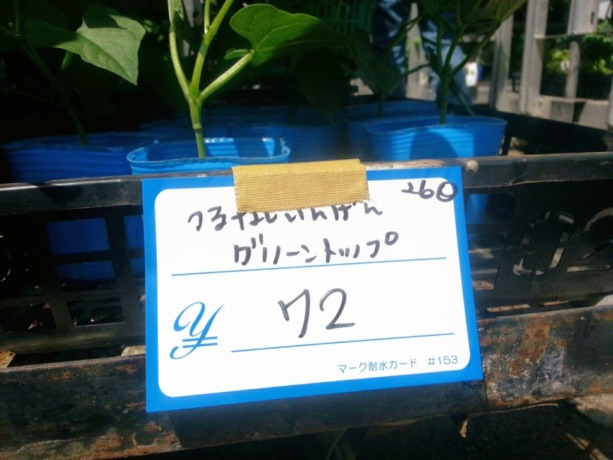 260
つるなしいんげん
グリーントップ
¥ 72
マーク耐水カード #153